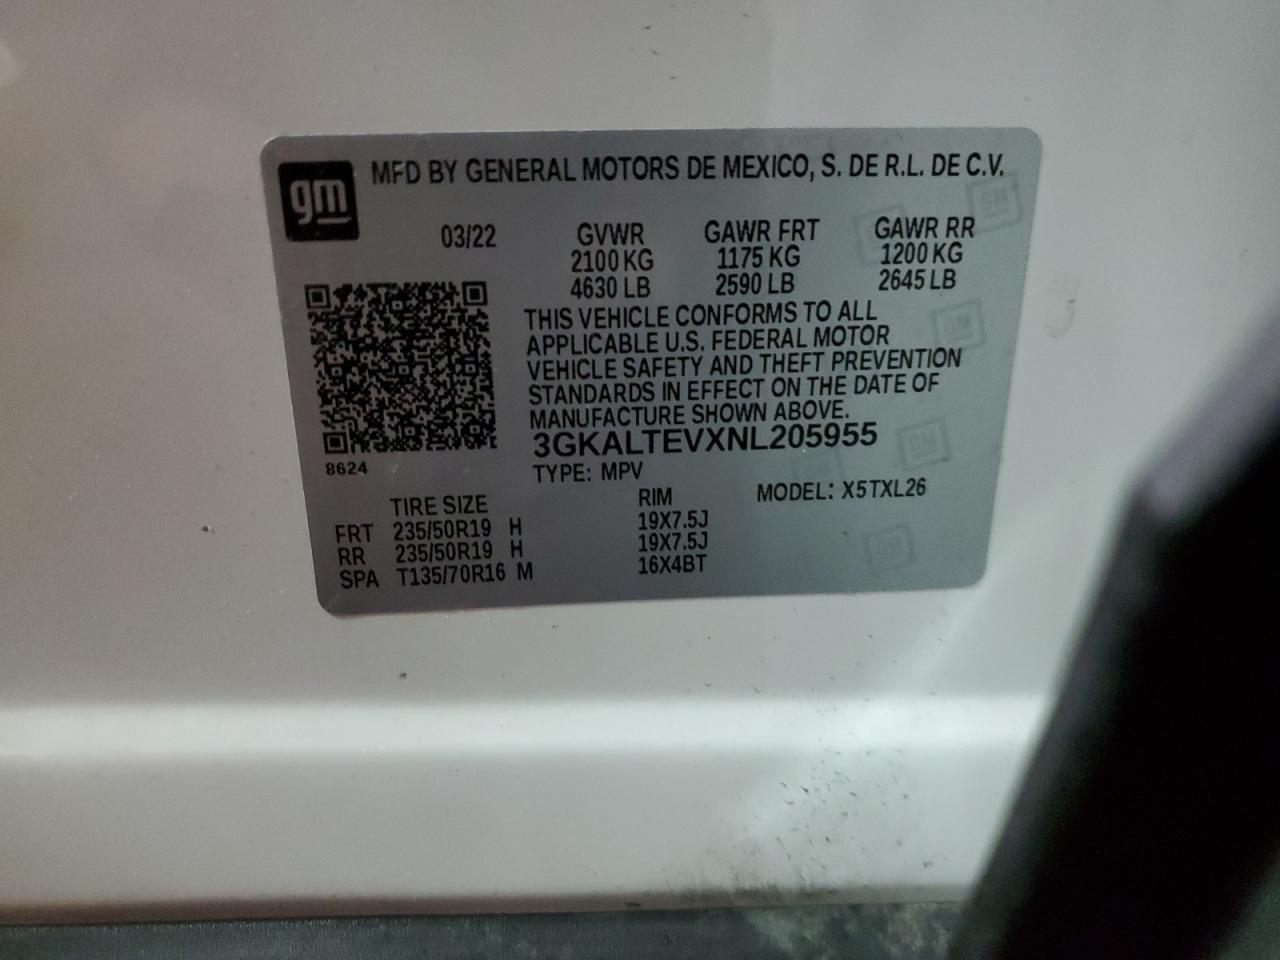 gm
MFD BY GENERAL MOTORS DE MEXICO, S. DE R.L. DE C.V.
03/22 GVWR GAWR FRT GAWR RR
2100 KG 1175 KG 1200 KG
4630 LB 2590 LB 2645 LB
THIS VEHICLE CONFORMS TO ALL
APPLICABLE U.S. FEDERAL MOTOR
VEHICLE SAFETY AND THEFT PREVENTION
STANDARDS IN EFFECT ON THE DATE OF
MANUFACTURE SHOWN ABOVE.
3GKALTEVXNL205955
8624
TYPE: MPV
MODEL: X5TXL26
TIRE SIZE RIM
FRT 235/50R19 H 19X7.5J
RR 235/50R19 H 19X7.5J
SPA T135/70R16 M 16X4BT